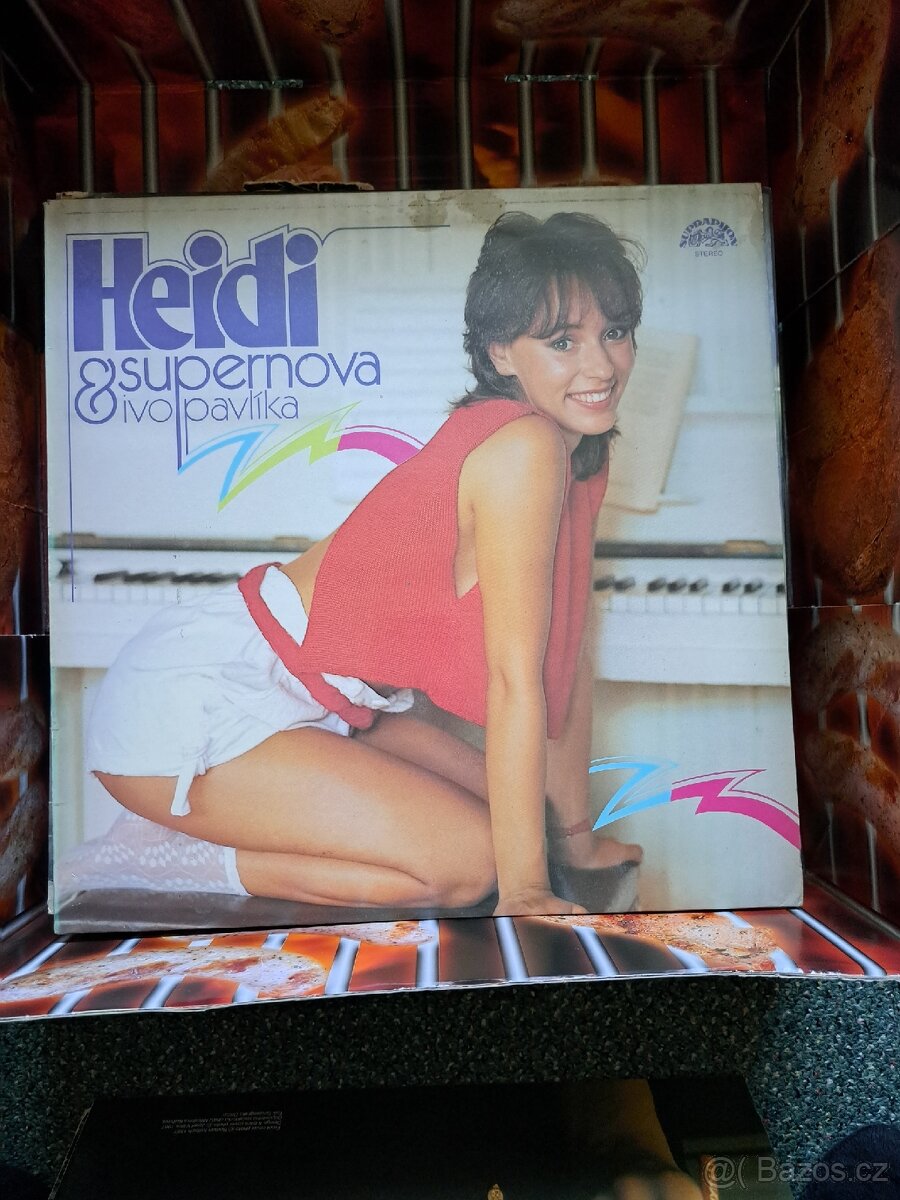 Heidi
& supernova
ivo pavlíka
SUPRAPHON
STEREO
@( Bazos.cz